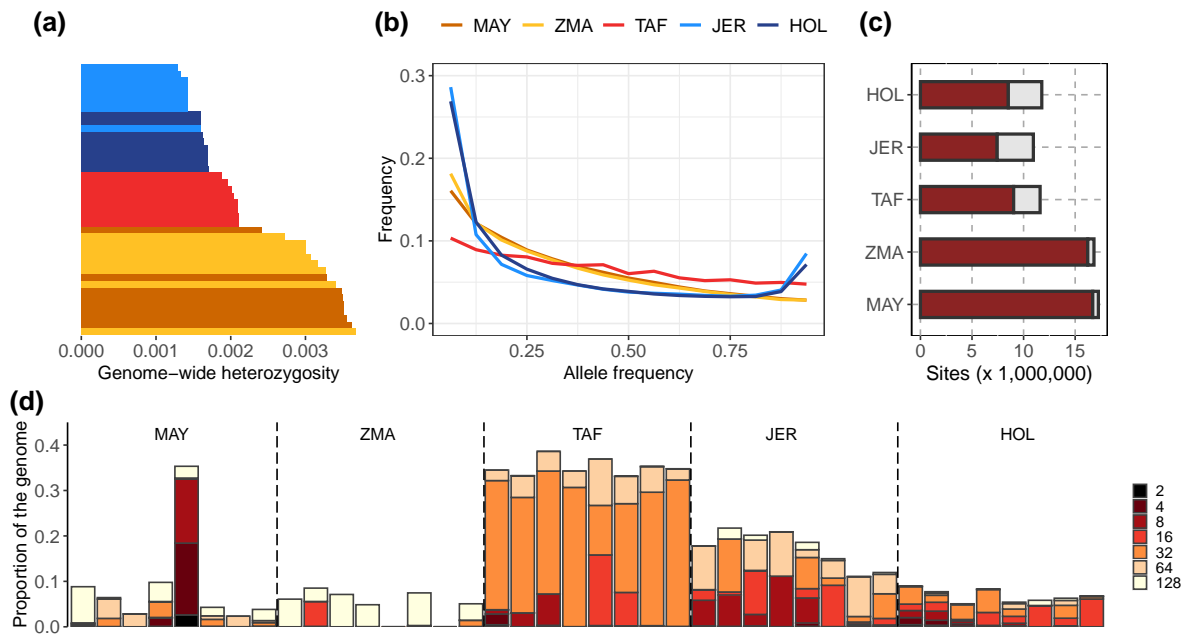 (a)
(b)
(c)
MAY ZMA TAF JER HOL
0.000 0.001 0.002 0.003
Genome−wide heterozygosity
Frequency
0.3
0.2
0.1
0.0
0.25 0.50 0.75
Allele frequency
HOL
JER
TAF
ZMA
MAY
0 5 10 15
Sites (x 1,000,000)
(d)
MAY ZMA TAF JER HOL
Proportion of the genome
0.4
0.3
0.2
0.1
0.0
2
4
8
16
32
64
128